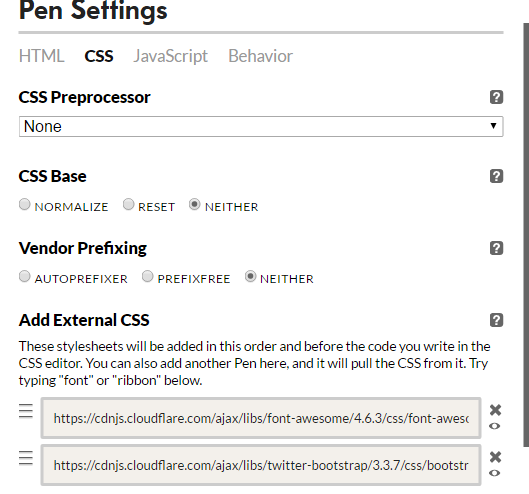 Pen Settings
HTML CSS JavaScript Behavior
CSS Preprocessor ?
None
CSS Base ?
NORMALIZE RESET NEITHER
Vendor Prefixing ?
AUTOPREFIXER PREFIXFREE NEITHER
Add External CSS ?
These stylesheets will be added in this order and before the code you write in the
CSS editor. You can also add another Pen here, and it will pull the CSS from it. Try
typing "font" or "ribbon" below.
https://cdnjs.cloudflare.com/ajax/libs/font-awesome/4.6.3/css/font-aweso
https://cdnjs.cloudflare.com/ajax/libs/twitter-bootstrap/3.3.7/css/bootstr